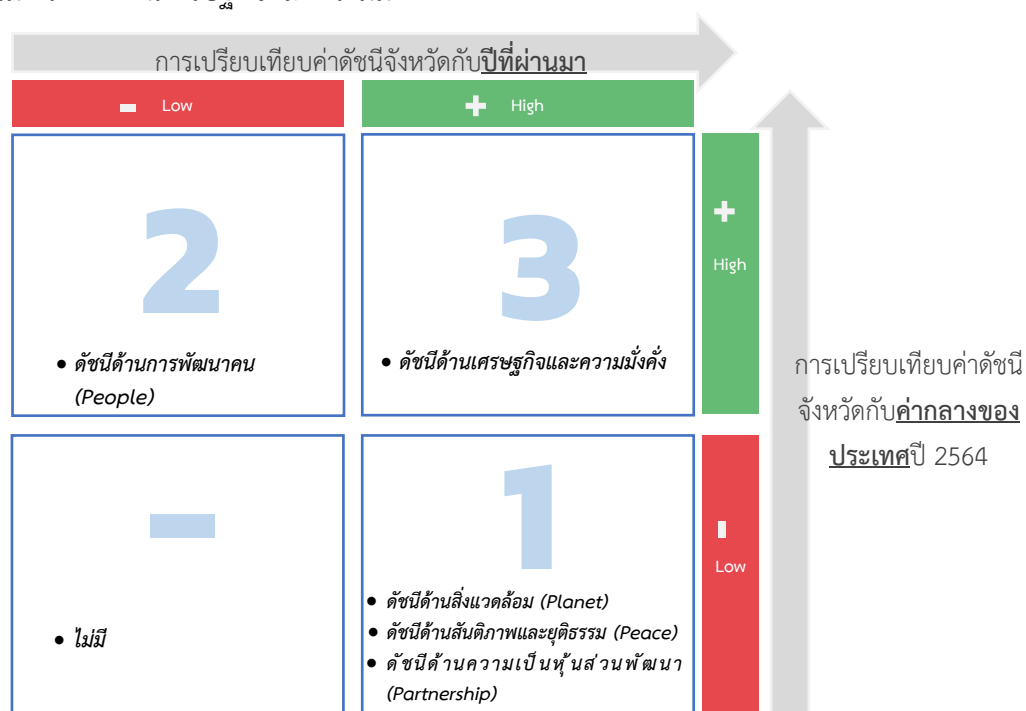 การเปรียบเทียบค่าดัชนีจังหวัดกับปีที่ผ่านมา
- Low
+ High
2
• ดัชนีด้านการพัฒนาคน
(People)
3
• ดัชนีด้านเศรษฐกิจและความมั่งคั่ง
+
High
การเปรียบเทียบค่าดัชนี
จังหวัดกับค่ากลางของ
ประเทศปี 2564
-
• ไม่มี
1
• ดัชนีด้านสิ่งแวดล้อม (Planet)
• ดัชนีด้านสันติภาพและยุติธรรม (Peace)
• ดัชนีด้านความเป็นหุ้นส่วนพัฒนา
(Partnership)
-
Low